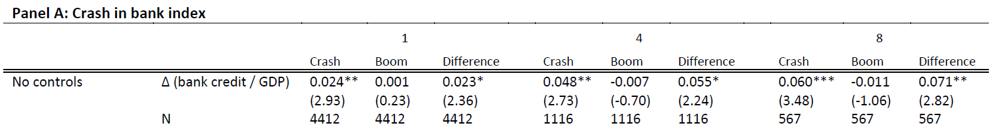 Panel A: Crash in bank index
1 4 8
Crash Boom Difference Crash Boom Difference Crash Boom Difference
No controls Δ (bank credit / GDP) 0.024** 0.001 0.023* 0.048** -0.007 0.055* 0.060*** -0.011 0.071**
(2.93) (0.23) (2.36) (2.73) (-0.70) (2.24) (3.48) (-1.06) (2.82)
N 4412 4412 4412 1116 1116 1116 567 567 567